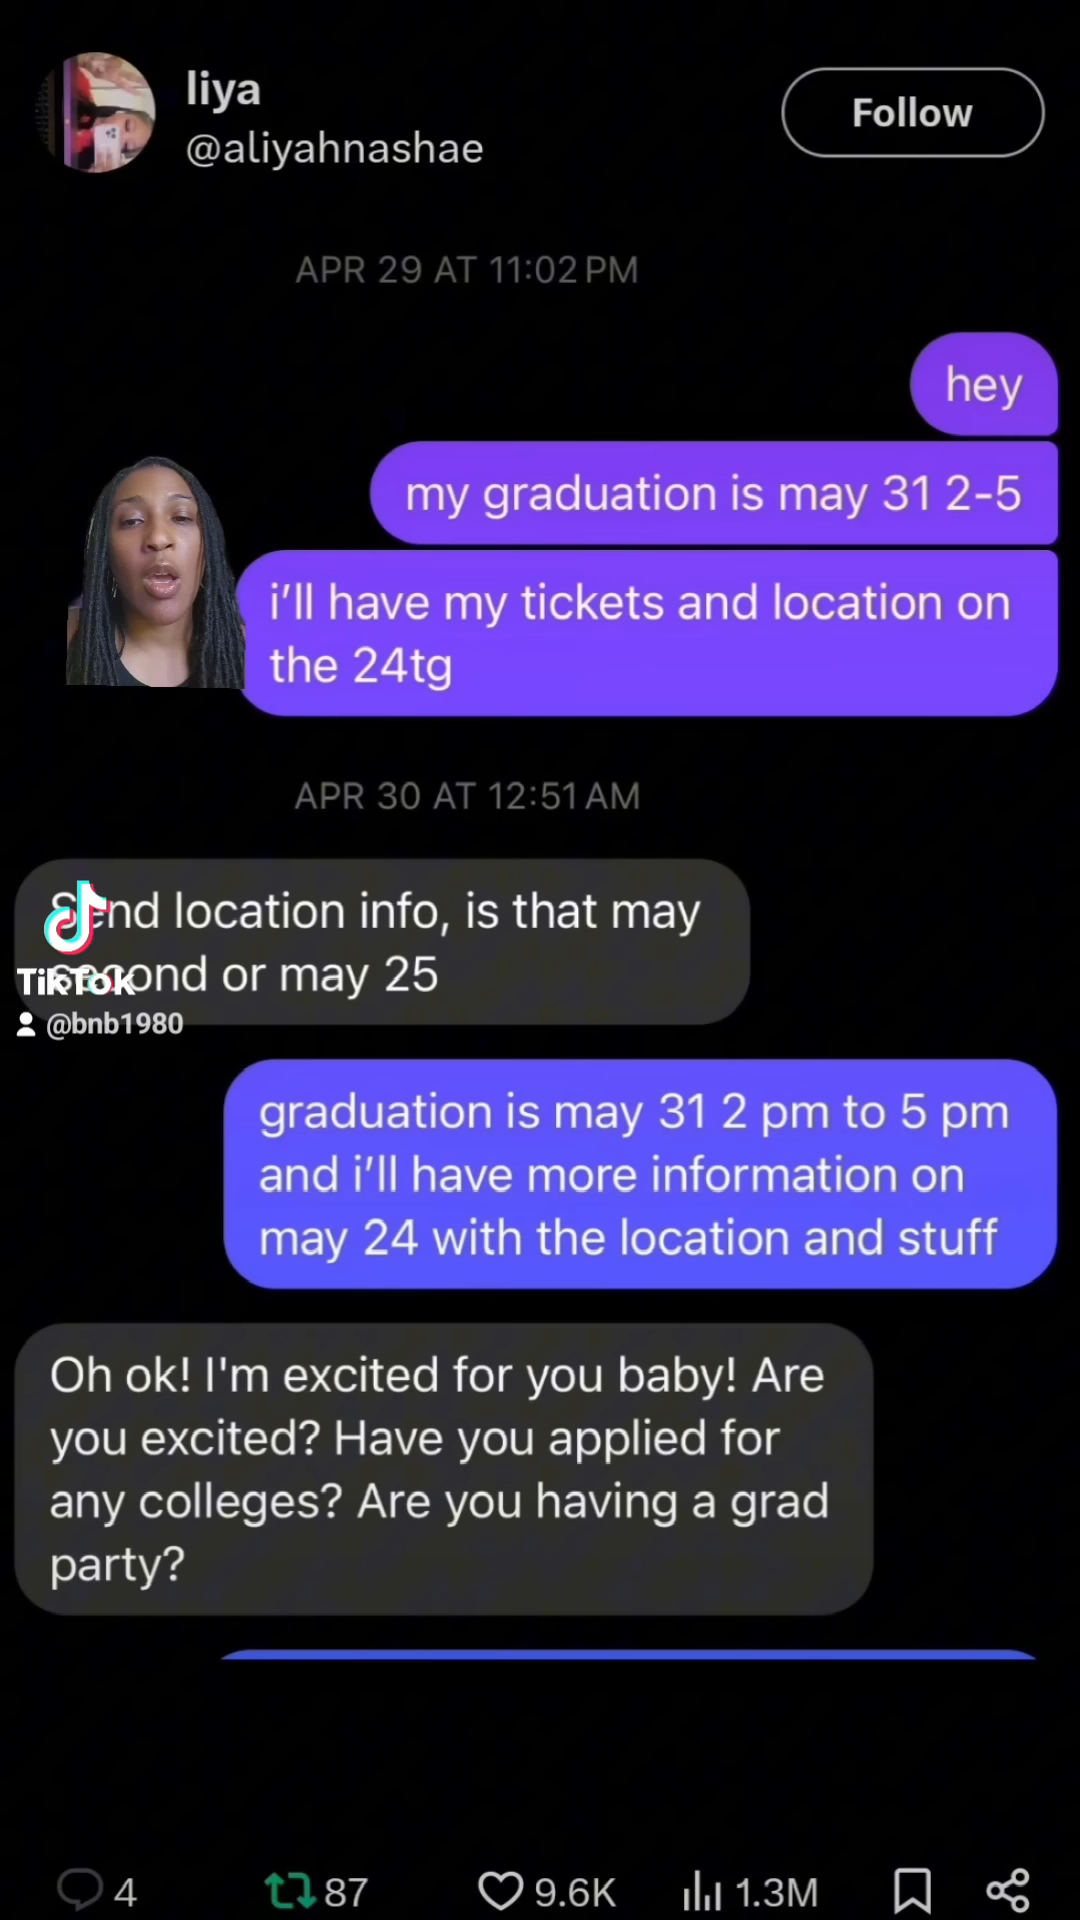 liya
@aliyahnashae
Follow
APR 29 AT 11:02 PM
hey
my graduation is may 31 2-5
i'll have my tickets and location on
the 24tg
APR 30 AT 12:51 AM
Send location info, is that may
second or may 25
TikTok
@bnb1980
graduation is may 31 2 pm to 5 pm
and i'll have more information on
may 24 with the location and stuff
Oh ok! I'm excited for you baby! Are
you excited? Have you applied for
any colleges? Are you having a grad
party?
4 87 9.6K 1.3M